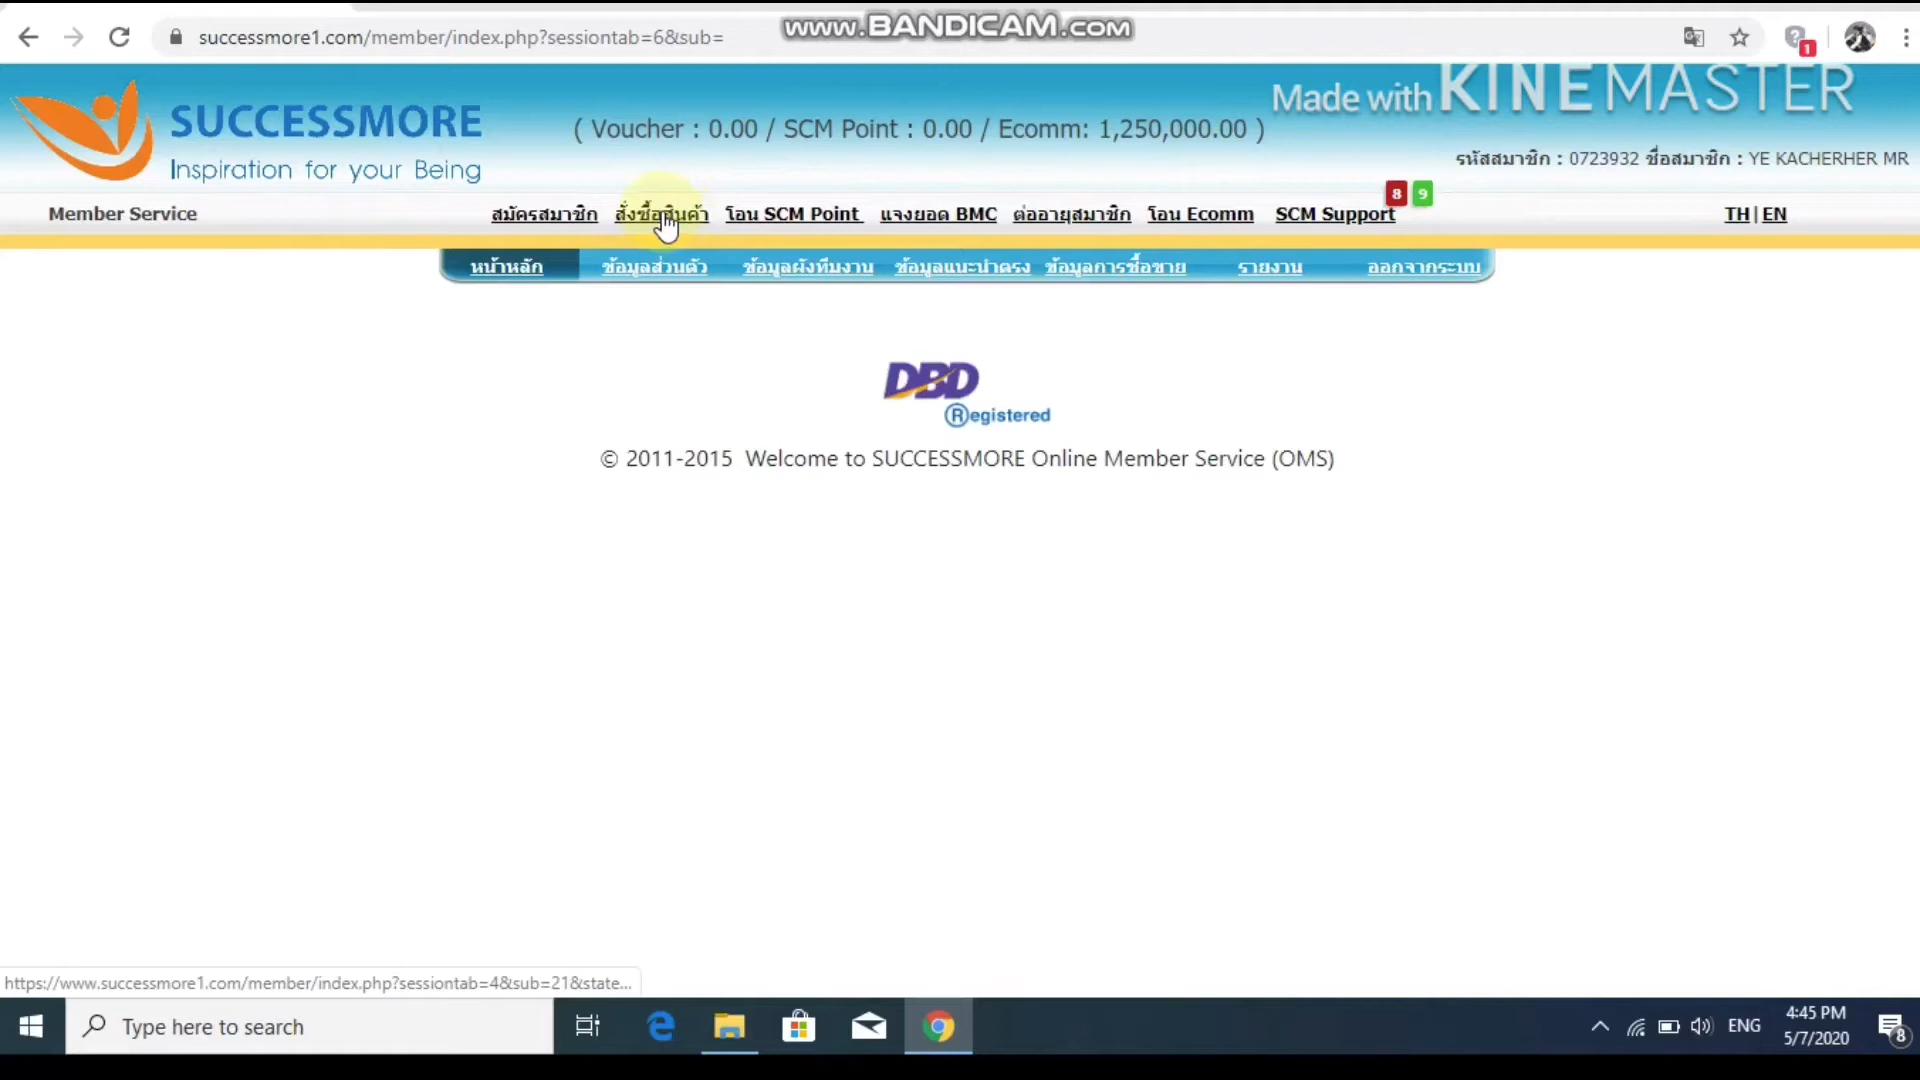 successmore1.com/member/index.php?sessiontab=6&sub=
www.BANDICAM.com
1
Made with KINEMASTER
SUCCESSMORE
Inspiration for your Being
( Voucher : 0.00 / SCM Point : 0.00 / Ecomm: 1,250,000.00 )
รหัสสมาชิก : 0723932 ชื่อสมาชิก : YE KACHERHER MR
8 9
Member Service
สมัครสมาชิก สั่งซื้อสินค้า โอน SCM Point แจงยอด BMC ต่ออายุสมาชิก โอน Ecomm SCM Support
TH | EN
หน้าหลัก ข้อมูลส่วนตัว ข้อมูลผังทีมงาน ข้อมูลแนะนำตรง ข้อมูลการซื้อขาย รายงาน ออกจากระบบ
DBD
Registered
© 2011-2015 Welcome to SUCCESSMORE Online Member Service (OMS)
https://www.successmore1.com/member/index.php?sessiontab=4&sub=21&state...
Type here to search
ENG
4:45 PM
5/7/2020
8